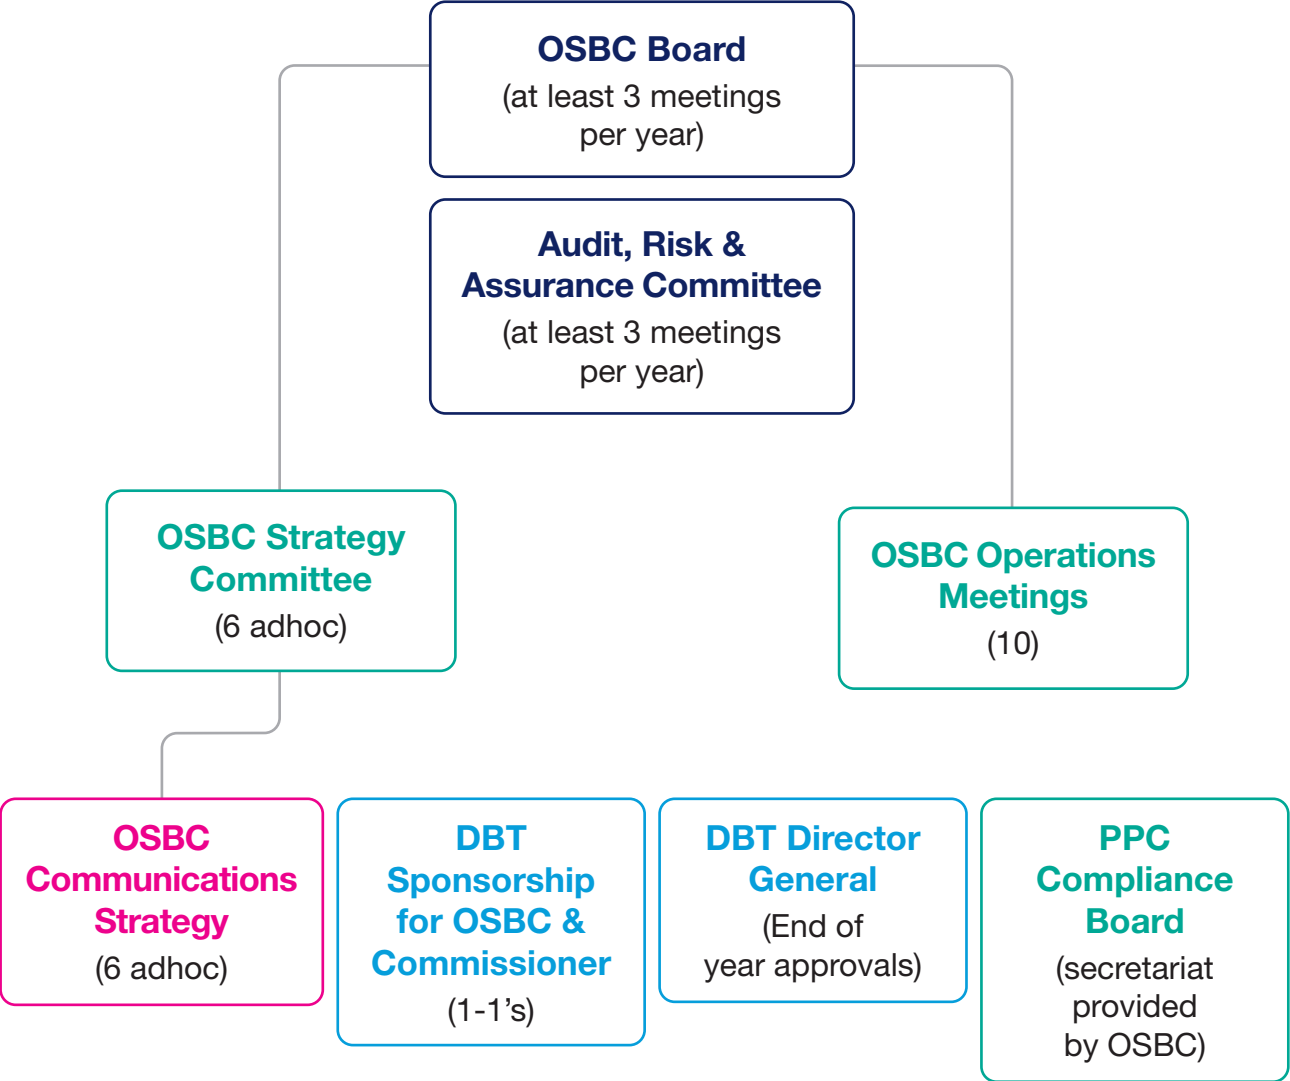 OSBC Board
(at least 3 meetings
per year)
Audit, Risk &
Assurance Committee
(at least 3 meetings
per year)
OSBC Strategy
Committee
(6 adhoc)
OSBC Operations
Meetings
(10)
OSBC
Communications
Strategy
(6 adhoc)
DBT
Sponsorship
for OSBC &
Commissioner
(1-1’s)
DBT Director
General
(End of
year approvals)
PPC
Compliance
Board
(secretariat
provided
by OSBC)